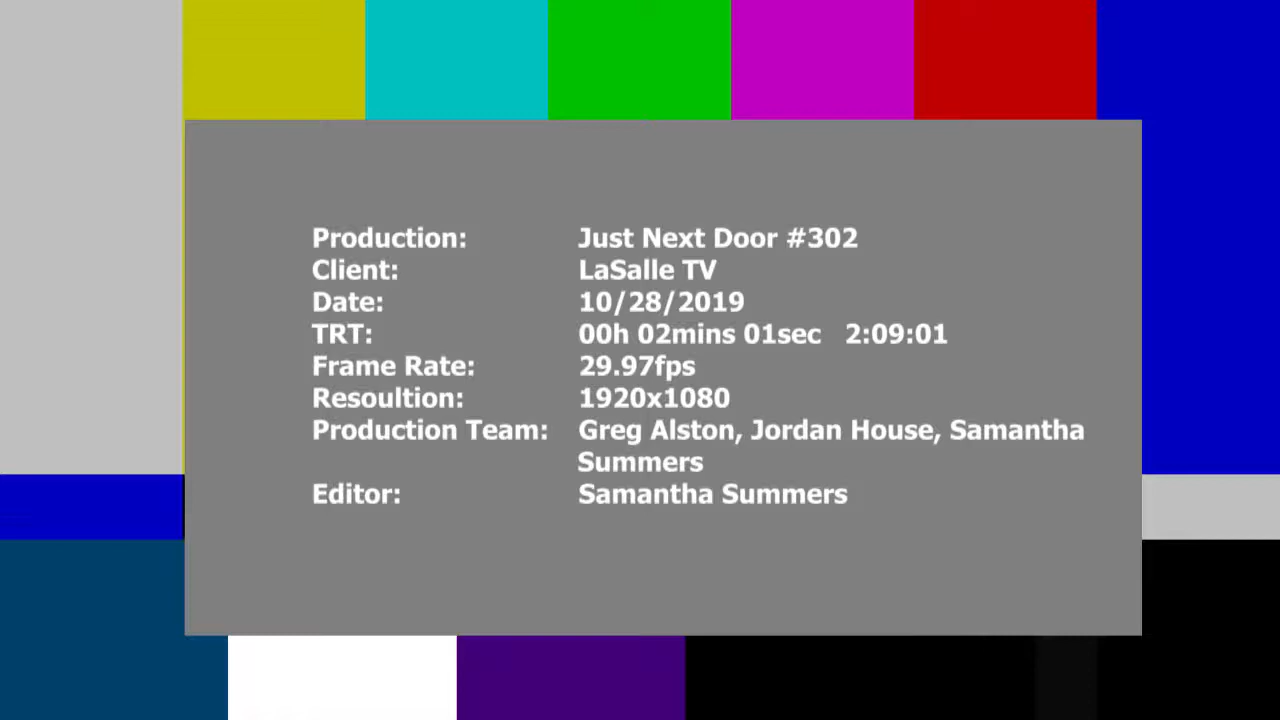 Production: Just Next Door #302
Client: LaSalle TV
Date: 10/28/2019
TRT: 00h 02mins 01sec 2:09:01
Frame Rate: 29.97fps
Resoultion: 1920x1080
Production Team: Greg Alston, Jordan House, Samantha
Summers
Editor: Samantha Summers